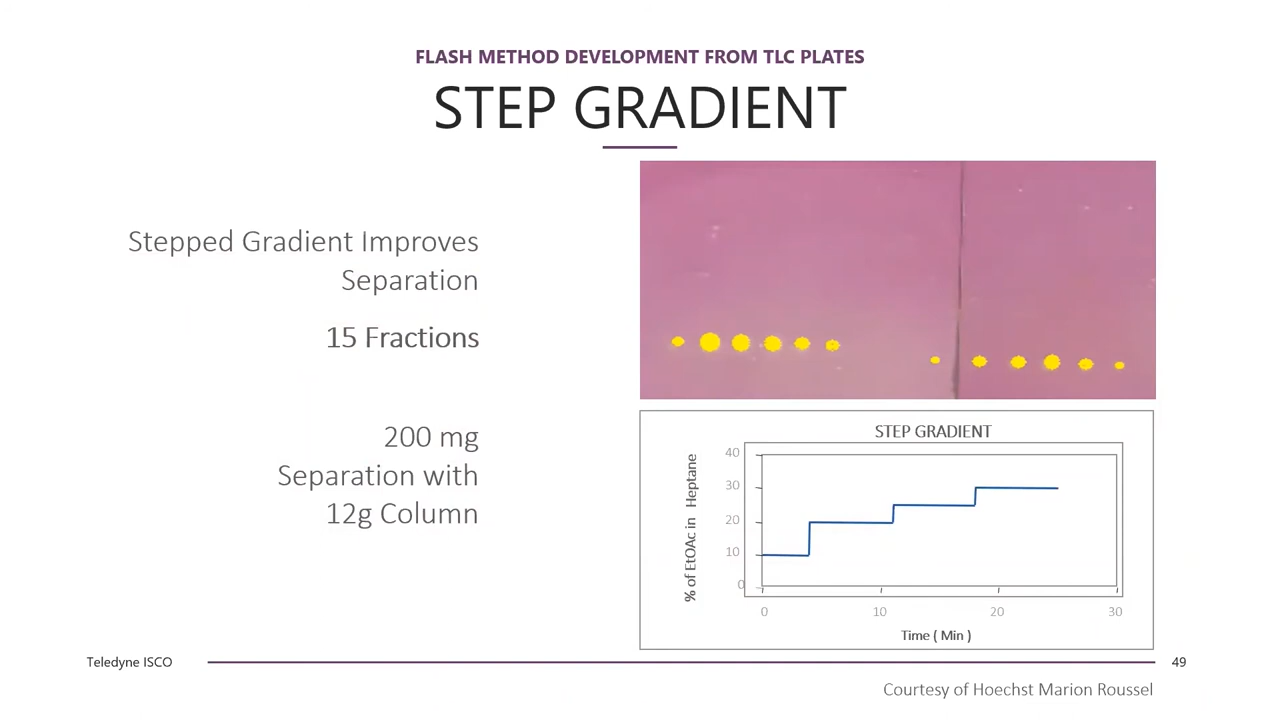 FLASH METHOD DEVELOPMENT FROM TLC PLATES
STEP GRADIENT
Stepped Gradient Improves
Separation
15 Fractions
200 mg
Separation with
12g Column
STEP GRADIENT
% of EtOAc in Heptane
40
30
20
10
0
0 10 20 30
Time ( Min )
Teledyne ISCO
49
Courtesy of Hoechst Marion Roussel